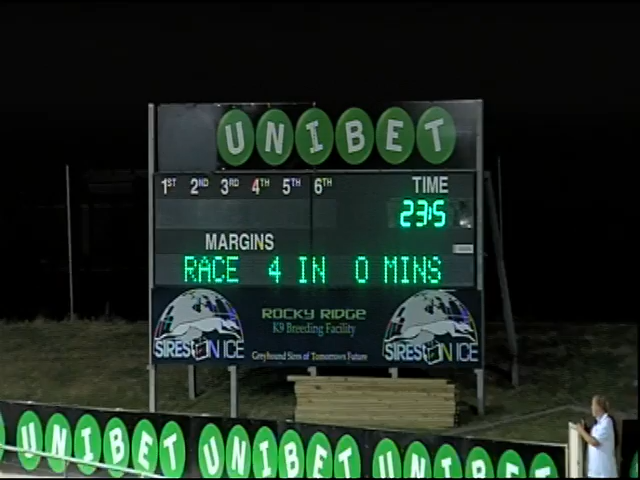 UNIBET
1ST 2ND 3RD 4TH 5TH 6TH TIME
23:5
MARGINS
RACE 4 IN 0 MINS
ROCKY RIDGE
K9 Breeding Facility
SIRES ON ICE
Greyhound Sires of Tomorrows Future
SIRES ON ICE
UNIBET UNIBET UNIBET